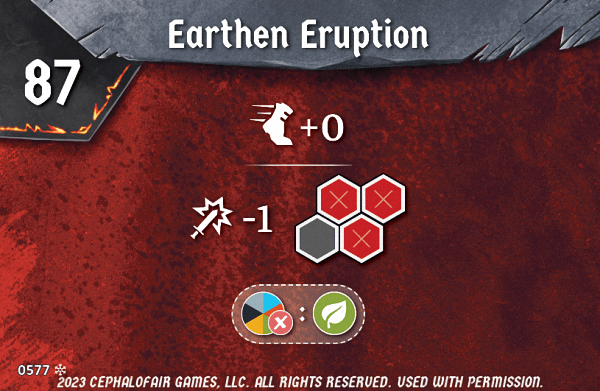 Earthen Eruption
87
+0
-1
:
0577
2023 CEPHALOFAIR GAMES, LLC. ALL RIGHTS RESERVED. USED WITH PERMISSION.